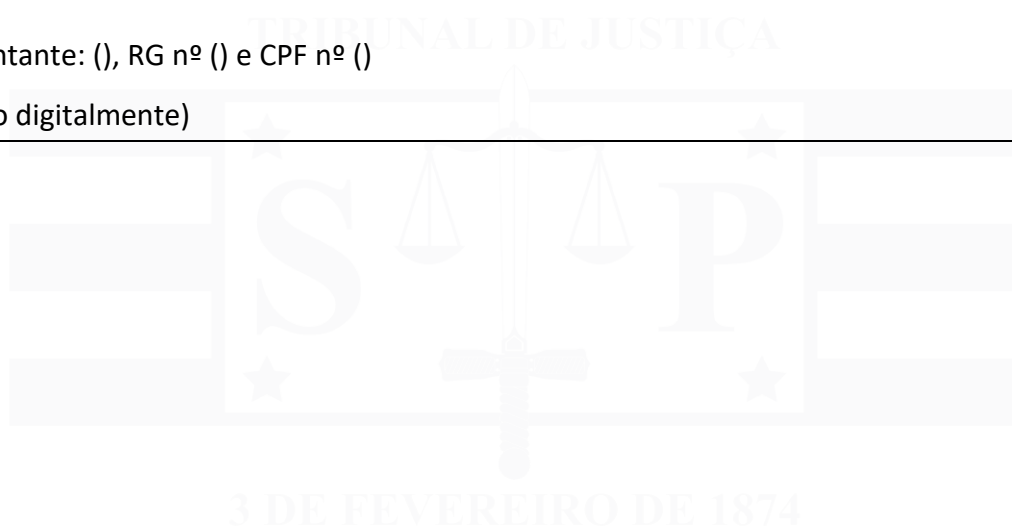 TRIBUNAL DE JUSTIÇA
ntante: (), RG nº () e CPF nº ()
o digitalmente)
S P
3 DE FEVEREIRO DE 1874